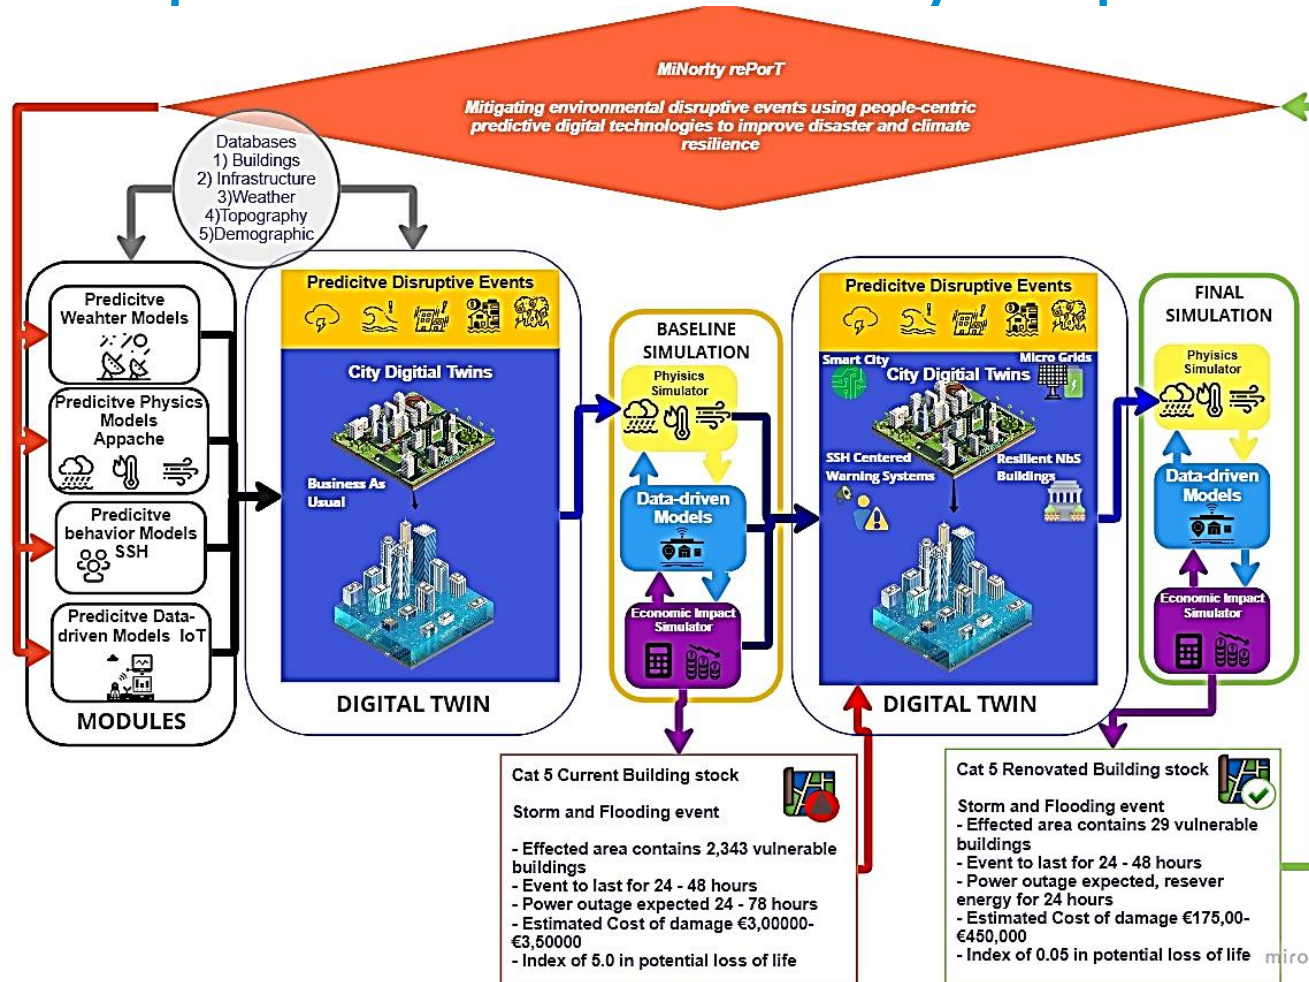 MiNority rePorT
Mitigating environmental disruptive events using people-centric
predictive digital technologies to improve disaster and climate
resilience
Databases
1) Buildings
2) Infrastructure
3)Weather
4)Topography
5)Demographic
Predicitve
Weahter Models
Predicitve Physics
Models
Appache
Predicitve
behavior Models
SSH
Predicitve Data-
driven Models IoT
MODULES
Predicitve Disruptive Events
City Digitial Twins
Business As
Usual
DIGITAL TWIN
BASELINE
SIMULATION
Phyisics
Simulator
Data-driven
Models
Economic Impact
Simulator
Predicitve Disruptive Events
Smart City
Micro Grids
City Digitial Twins
SSH Centered
Warning Systems
Resilient NbS
Buildings
DIGITAL TWIN
FINAL
SIMULATION
Phyisics
Simulator
Data-driven
Models
Economic Impact
Simulator
Cat 5 Current Building stock
Storm and Flooding event
- Effected area contains 2,343 vulnerable
buildings
- Event to last for 24 - 48 hours
- Power outage expected 24 - 78 hours
- Estimated Cost of damage €3,00000-
€3,50000
- Index of 5.0 in potential loss of life
Cat 5 Renovated Building stock
Storm and Flooding event
- Effected area contains 29 vulnerable
buildings
- Event to last for 24 - 48 hours
- Power outage expected, resever
energy for 24 hours
- Estimated Cost of damage €175,00-
€450,000
- Index of 0.05 in potential loss of life
miro